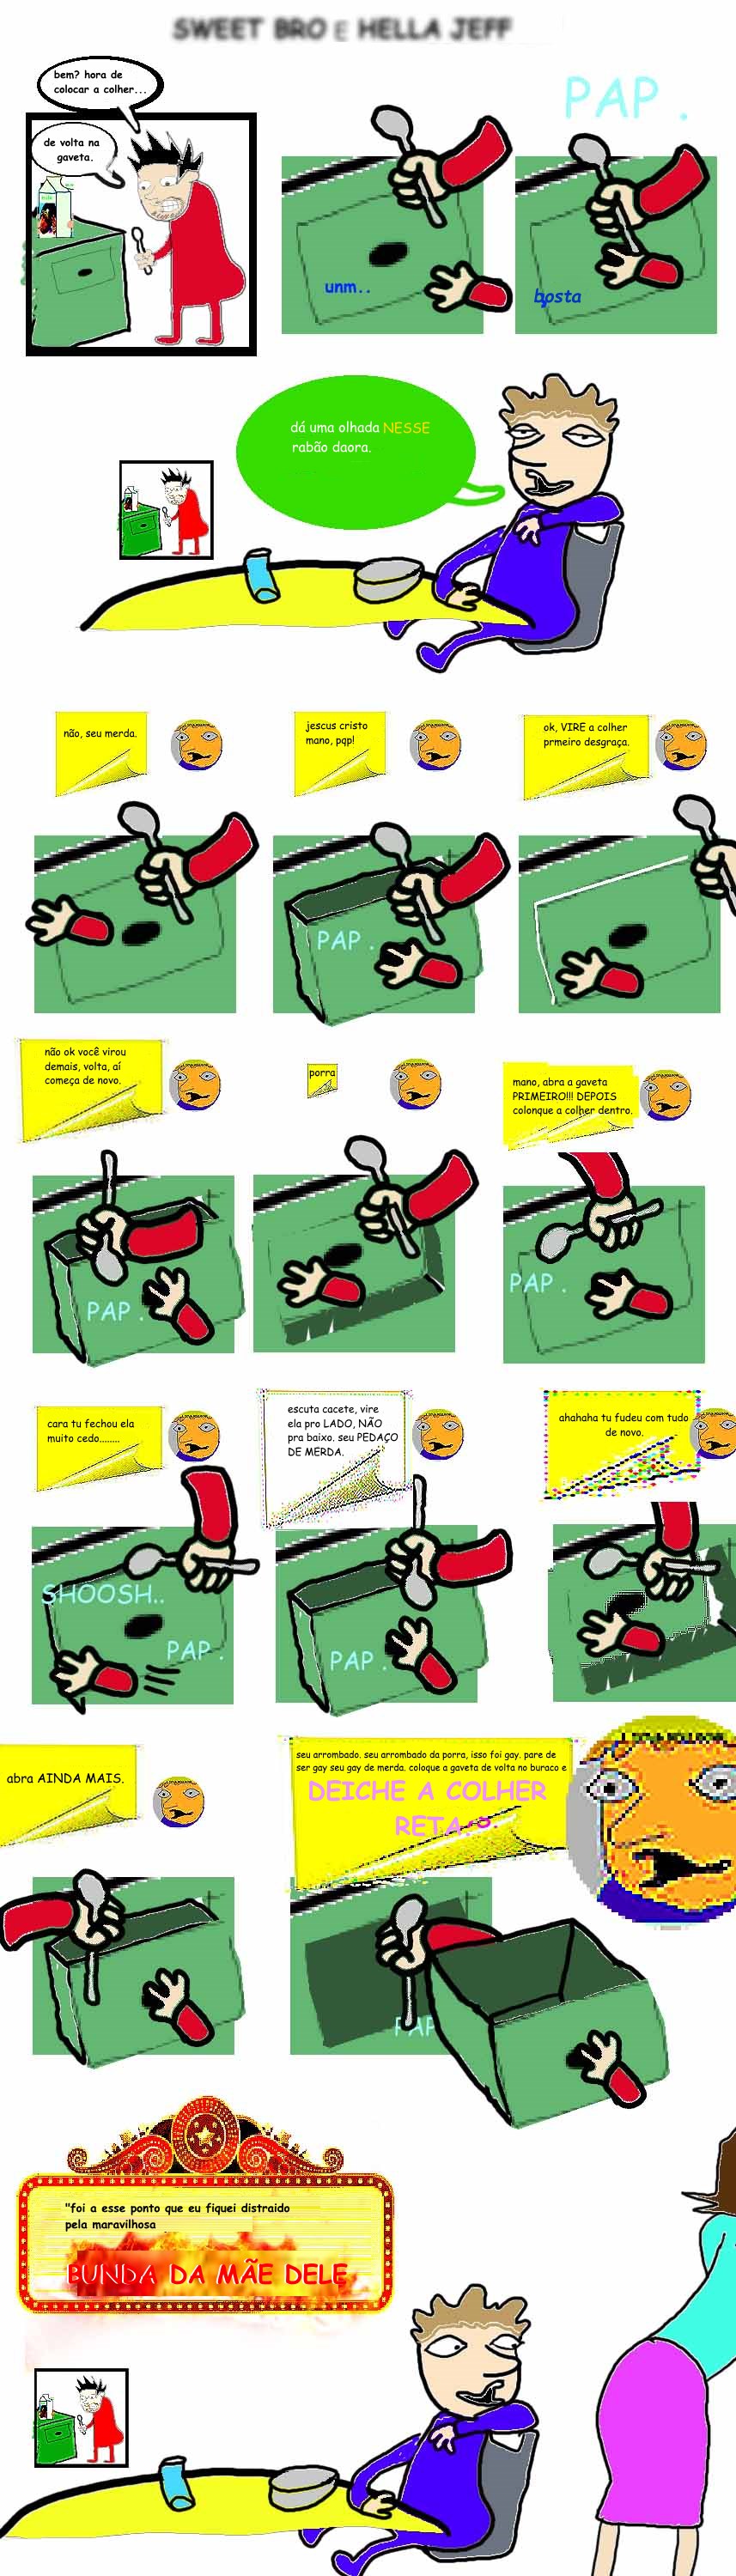 SWEET BRO E HELLA JEFF
bem? hora de
colocar a colher...
de volta na
gaveta.
unm..
PAP .
bosta
dá uma olhada NESSE
rabão daora.
não, seu merda.
jescus cristo
mano, pqp!
ok, VIRE a colher
prmeiro desgraça.
PAP .
não ok você virou
demais, volta, aí
começa de novo.
porra
mano, abra a gaveta
PRIMEIRO!!! DEPOIS
colonque a colher dentro.
PAP .
PAP .
cara tu fechou ela
muito cedo........
escuta cacete, vire
ela pro LADO, NÃO
pra baixo. seu PEDAÇO
DE MERDA.
ahahaha tu fudeu com tudo
de novo.
SHOOSH..
PAP .
PAP .
abra AINDA MAIS.
seu arrombado. seu arrombado da porra, isso foi gay. pare de
ser gay seu gay de merda. coloque a gaveta de volta no buraco e
DEICHE A COLHER
RETA.
PAP
"foi a esse ponto que eu fiquei distraido
pela maravilhosa
BUNDA DA MÃE DELE